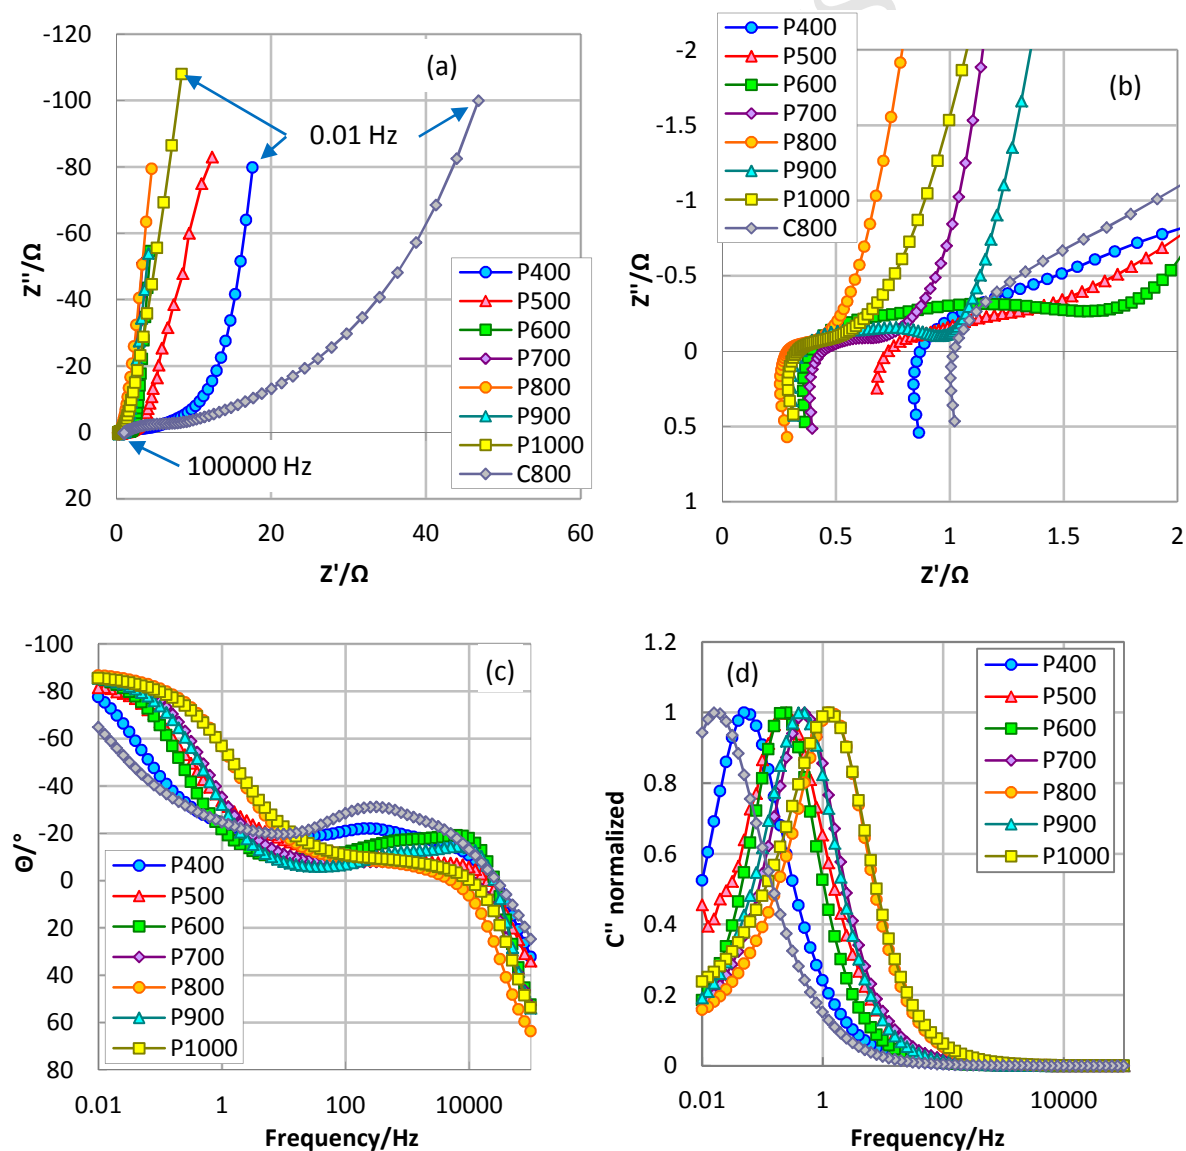 -120
-100
-80
-60
-40
-20
0
20
0
20
40
60
Z''/Ω
Z'/Ω
(a)
0.01 Hz
100000 Hz
P400
P500
P600
P700
P800
P900
P1000
C800
-2
-1.5
-1
-0.5
0
0.5
1
0
0.5
1
1.5
2
Z''/Ω
Z'/Ω
(b)
P400
P500
P600
P700
P800
P900
P1000
C800
-100
-80
-60
-40
-20
0
20
40
60
80
0.01
1
100
10000
Θ/°
Frequency/Hz
(c)
P400
P500
P600
P700
P800
P900
P1000
1.2
1
0.8
0.6
0.4
0.2
0
0.01
1
100
10000
C'' normalized
Frequency/Hz
(d)
P400
P500
P600
P700
P800
P900
P1000